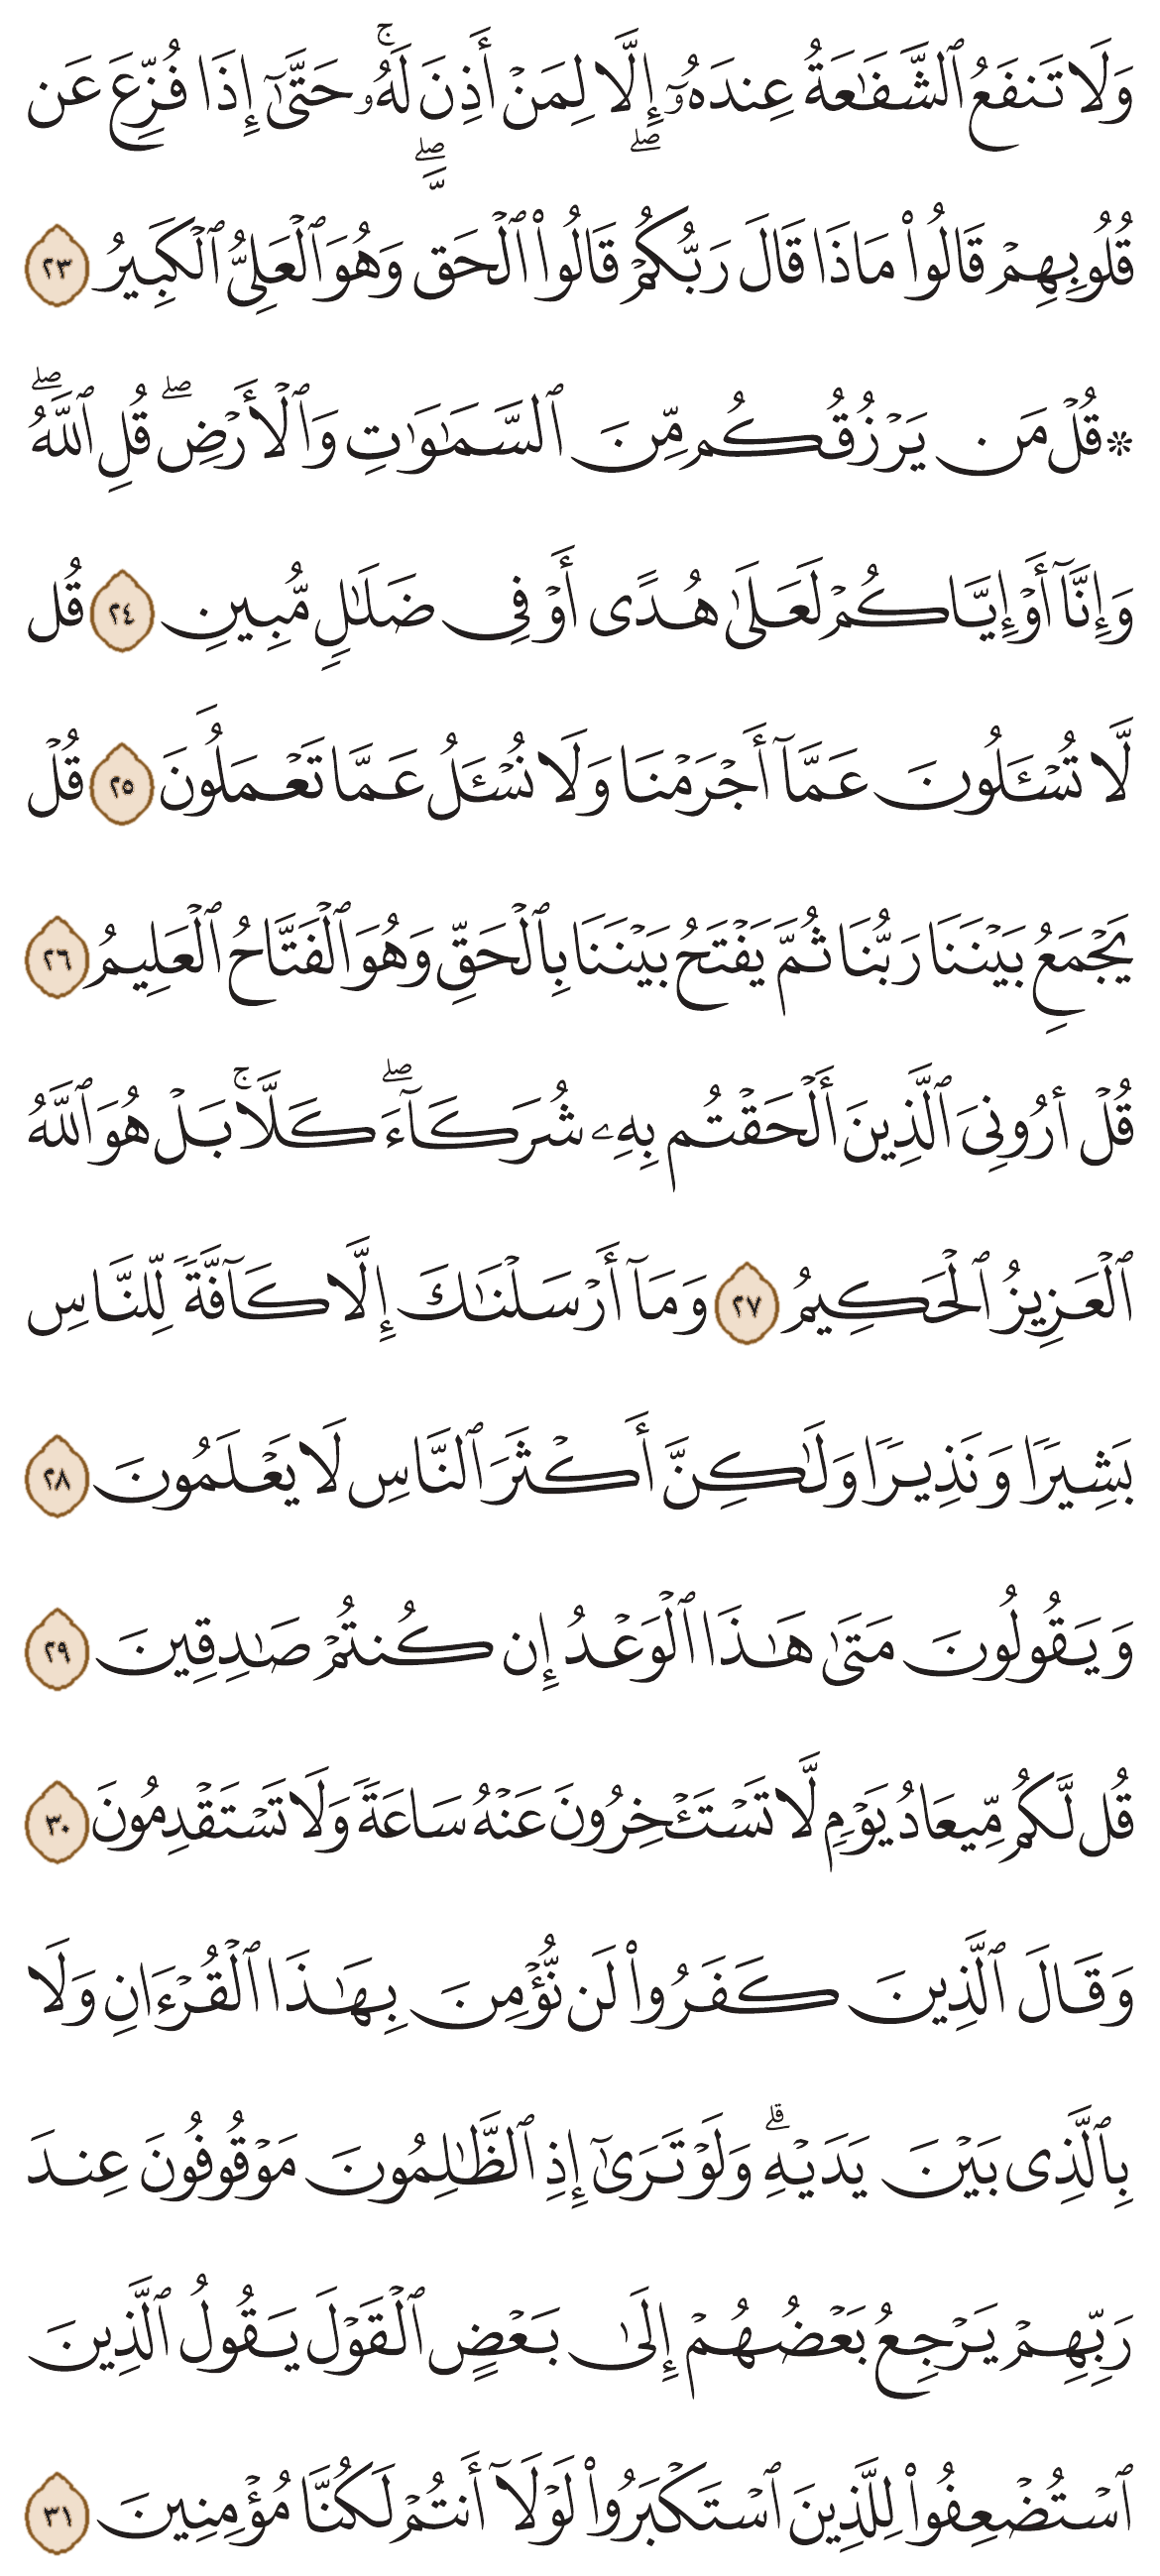 وَلَا تَنفَعُ ٱلشَّفَٰعَةُ عِندَهُۥٓ إِلَّا لِمَنۡ أَذِنَ لَهُۥۚ حَتَّىٰٓ إِذَا فُزِّعَ عَن
قُلُوبِهِمۡ قَالُواْ مَاذَا قَالَ رَبُّكُمۡۖ قَالُواْ ٱلۡحَقَّۖ وَهُوَ ٱلۡعَلِيُّ ٱلۡكَبِيرُ ٢٣
۞قُلۡ مَن يَرۡزُقُكُم مِّنَ ٱلسَّمَٰوَٰتِ وَٱلۡأَرۡضِۖ قُلِ ٱللَّهُۖ
وَإِنَّآ أَوۡ إِيَّاكُمۡ لَعَلَىٰ هُدًى أَوۡ فِي ضَلَٰلٖ مُّبِينٖ ٢٤ قُل
لَّا تُسۡـَٔلُونَ عَمَّآ أَجۡرَمۡنَا وَلَا نُسۡـَٔلُ عَمَّا تَعۡمَلُونَ ٢٥ قُلۡ
يَجۡمَعُ بَيۡنَنَا رَبُّنَا ثُمَّ يَفۡتَحُ بَيۡنَنَا بِٱلۡحَقِّ وَهُوَ ٱلۡفَتَّاحُ ٱلۡعَلِيمُ ٢٦
قُلۡ أَرُونِيَ ٱلَّذِينَ أَلۡحَقۡتُم بِهِۦ شُرَكَآءَۖ كَلَّاۚ بَلۡ هُوَ ٱللَّهُ
ٱلۡعَزِيزُ ٱلۡحَكِيمُ ٢٧ وَمَآ أَرۡسَلۡنَٰكَ إِلَّا كَآفَّةٗ لِّلنَّاسِ
بَشِيرٗا وَنَذِيرٗا وَلَٰكِنَّ أَكۡثَرَ ٱلنَّاسِ لَا يَعۡلَمُونَ ٢٨
وَيَقُولُونَ مَتَىٰ هَٰذَا ٱلۡوَعۡدُ إِن كُنتُمۡ صَٰدِقِينَ ٢٩
قُل لَّكُم مِّيعَادُ يَوۡمٖ لَّا تَسۡتَـٔۡخِرُونَ عَنۡهُ سَاعَةٗ وَلَا تَسۡتَقۡدِمُونَ ٣٠
وَقَالَ ٱلَّذِينَ كَفَرُواْ لَن نُّؤۡمِنَ بِهَٰذَا ٱلۡقُرۡءَانِ وَلَا
بِٱلَّذِي بَيۡنَ يَدَيۡهِۗ وَلَوۡ تَرَىٰٓ إِذِ ٱلظَّٰلِمُونَ مَوۡقُوفُونَ عِندَ
رَبِّهِمۡ يَرۡجِعُ بَعۡضُهُمۡ إِلَىٰ بَعۡضٍ ٱلۡقَوۡلَ يَقُولُ ٱلَّذِينَ
ٱسۡتُضۡعِفُواْ لِلَّذِينَ ٱسۡتَكۡبَرُواْ لَوۡلَآ أَنتُمۡ لَكُنَّا مُؤۡمِنِينَ ٣١